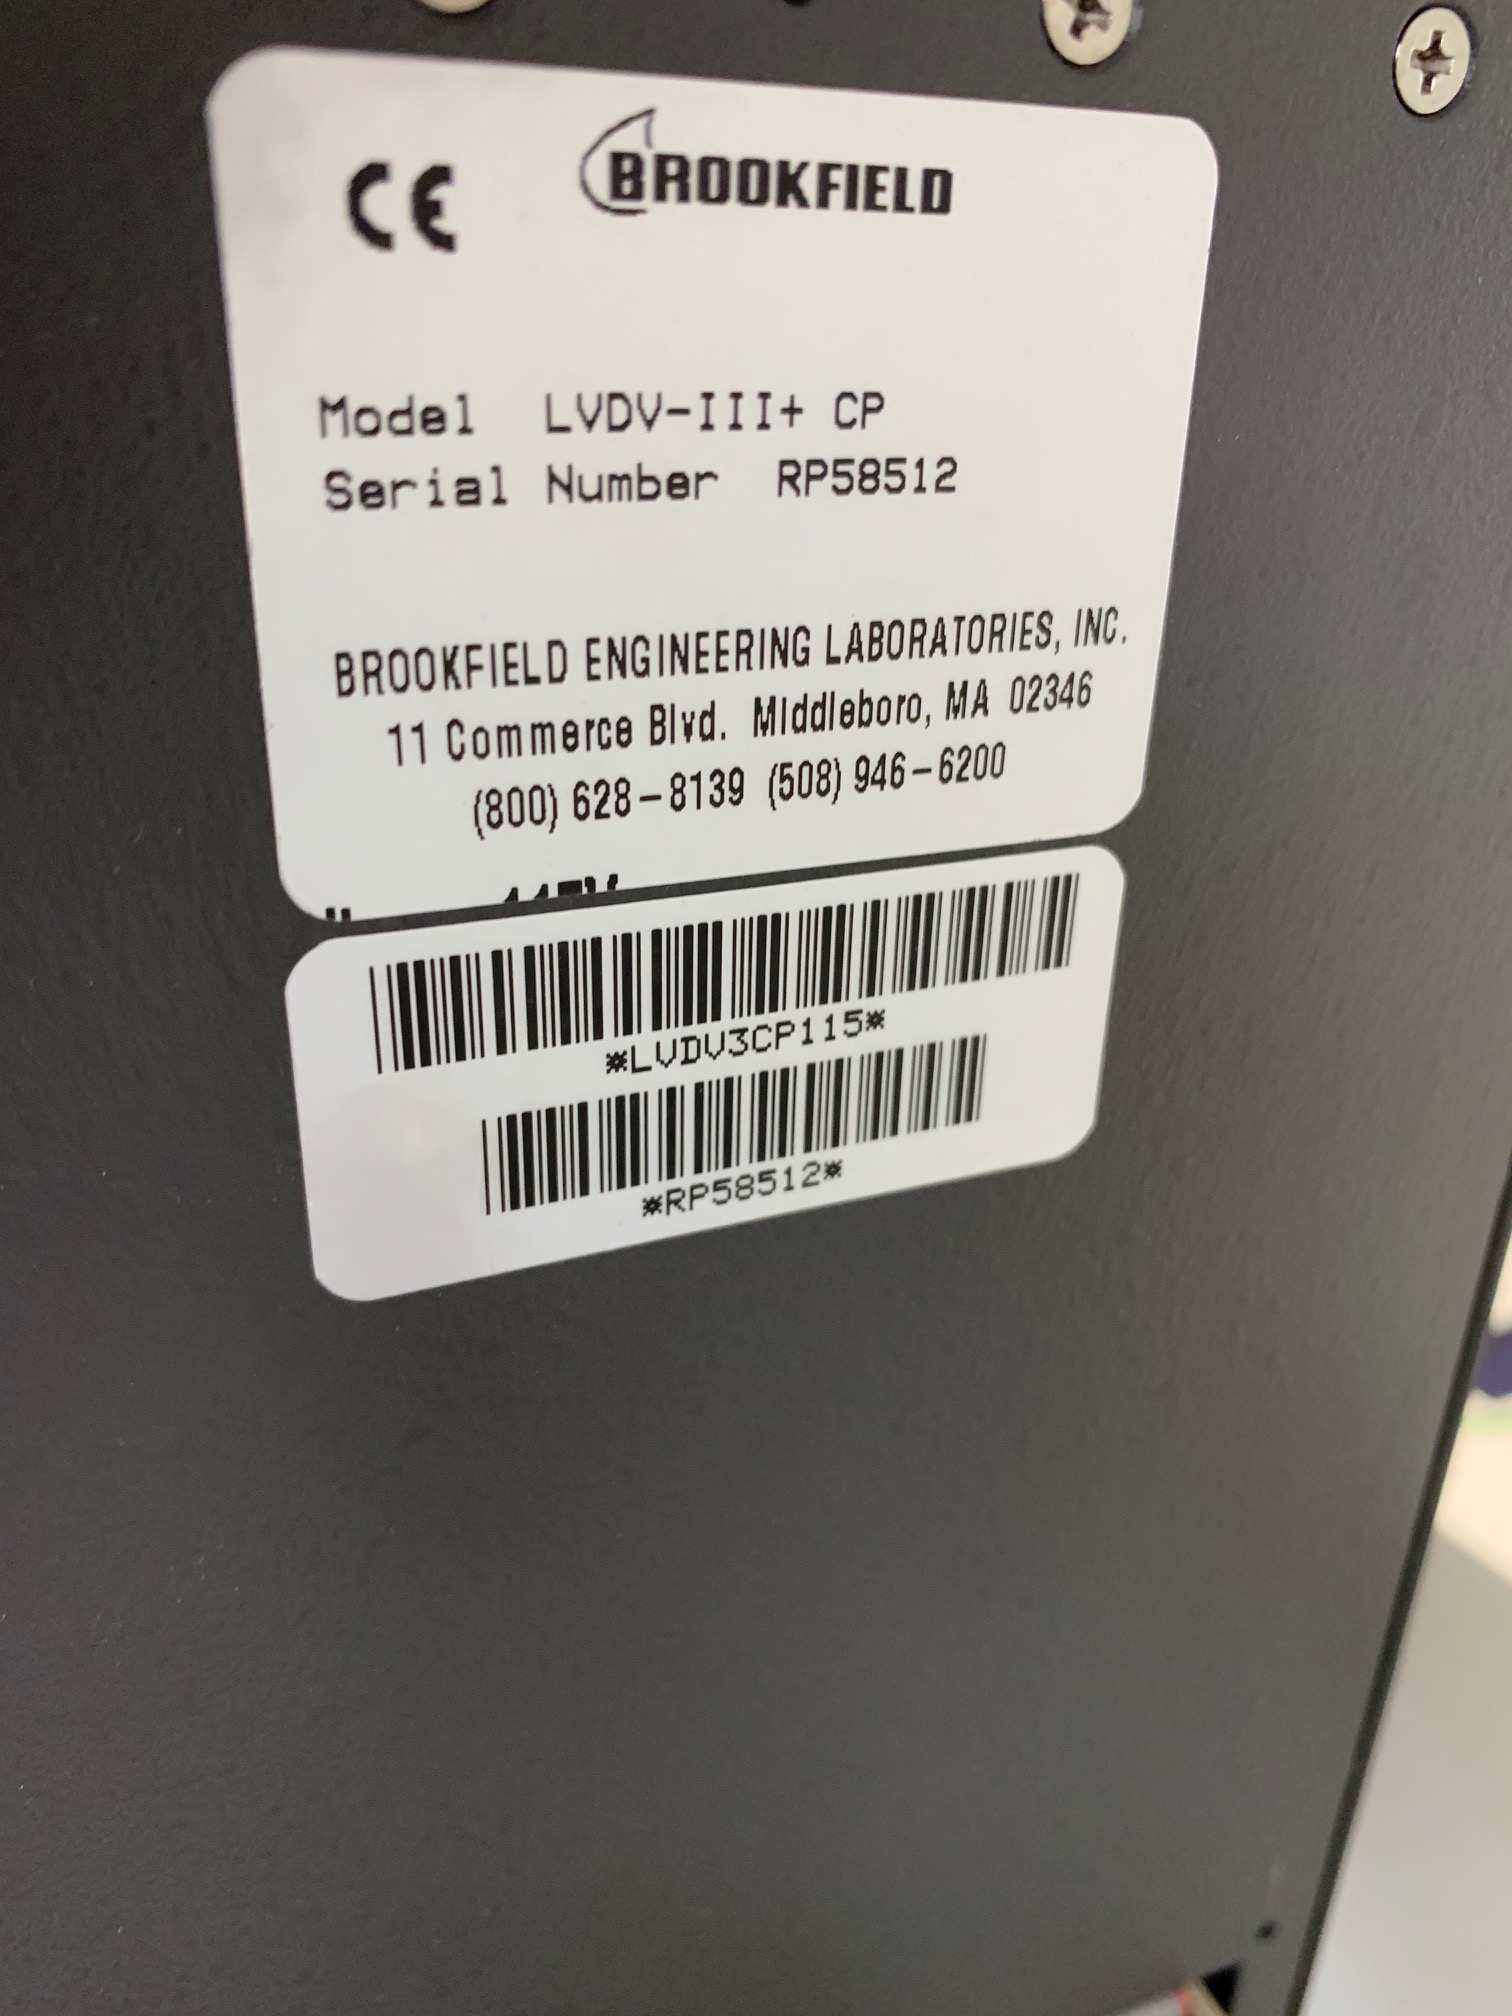 CE
BROOKFIELD
Model LVDV-III+ CP
Serial Number RP58512
BROOKFIELD ENGINEERING LABORATORIES, INC.
11 Commerce Blvd. Middleboro, MA 02346
(800) 628-8139 (508) 946-6200
*LVDV3CP115*
*RP58512*